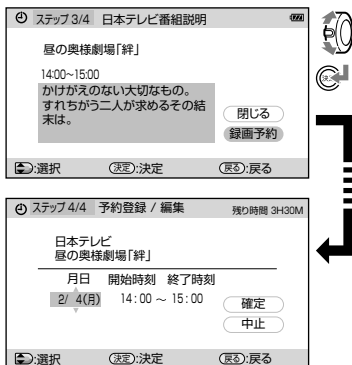 ステップ 3/4 日本テレビ番組説明
昼の奥様劇場「絆」
14:00~15:00
かけがえのない大切なもの。
すれちがう二人が求めるその結
末は。
閉じる
録画予約
:選択 決定:決定 戻る:戻る
ステップ 4/4 予約登録 / 編集 残り時間 3H30M
日本テレビ
昼の奥様劇場「絆」
月日 開始時刻 終了時刻
2/ 4(月) 14:00 ~ 15:00
確定
中止
:選択 決定:決定 戻る:戻る